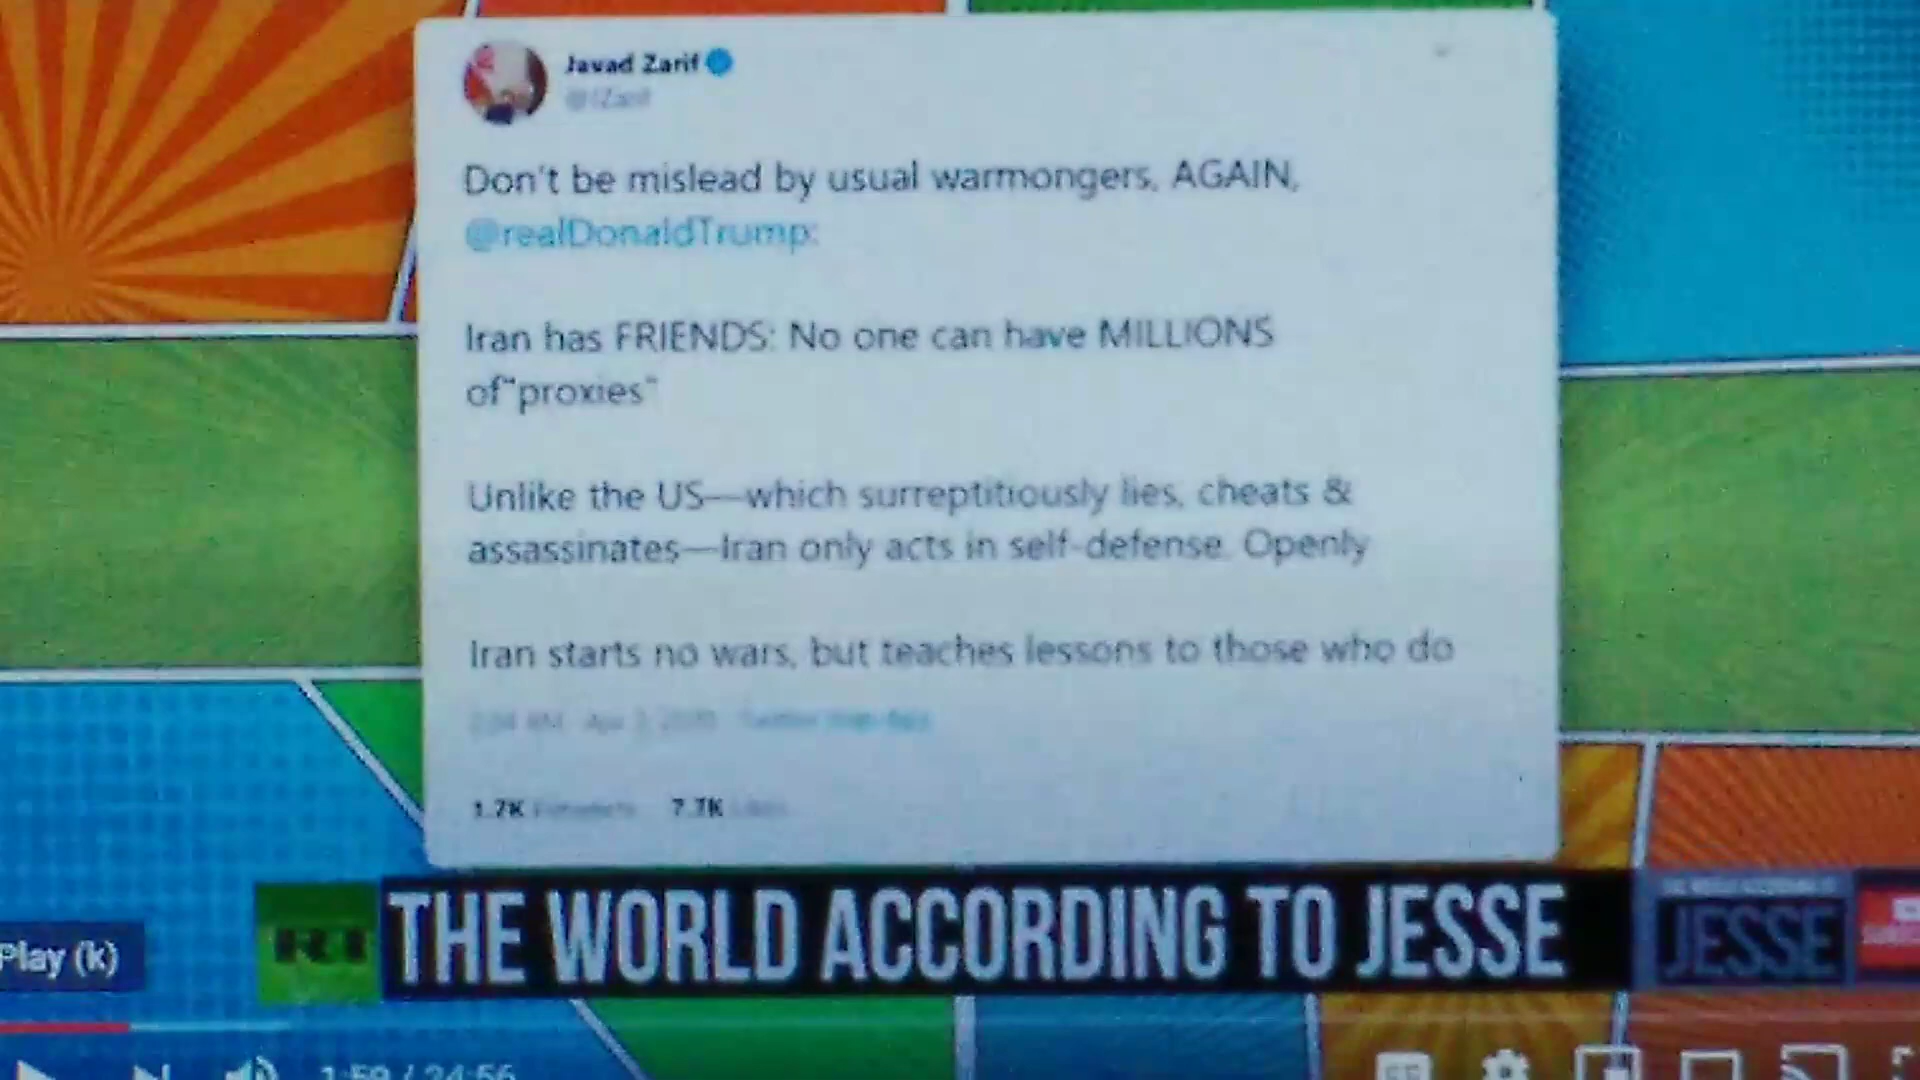 Javad Zarif
@JZarif
Don't be mislead by usual warmongers, AGAIN,
@realDonaldTrump:
Iran has FRIENDS: No one can have MILLIONS
of"proxies"
Unlike the US—which surreptitiously lies, cheats &
assassinates—Iran only acts in self-defense. Openly
Iran starts no wars, but teaches lessons to those who do
1.7K 7.7K
RT THE WORLD ACCORDING TO JESSE
JESSE
Play (k)
1:59 / 24:56